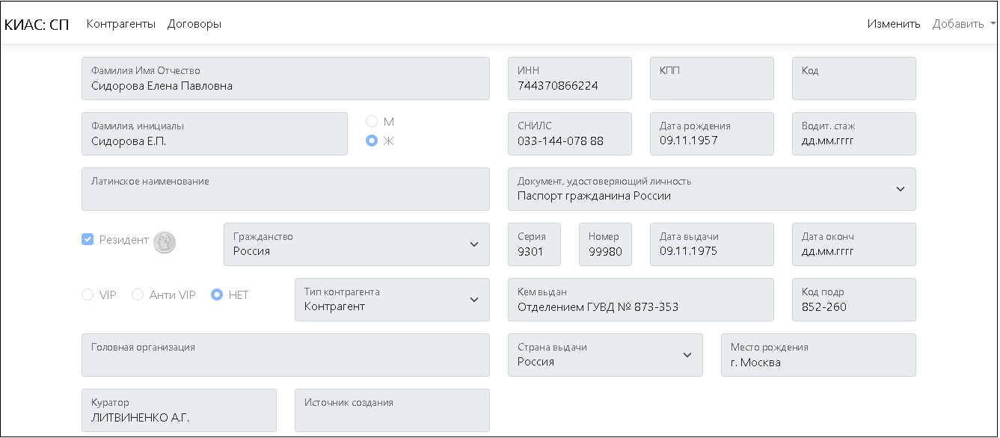 КИАС: СП Контрагенты Договоры Изменить Добавить
Фамилия Имя Отчество ИНН КПП Код
Сидорова Елена Павловна 744370866224
Фамилия, инициалы М СНИЛС Дата рождения Водит. стаж
Сидорова Е.П. Ж 033-144-078 88 09.11.1957 дд.мм.гггг
Латинское наименование Документ, удостоверяющий личность
Паспорт гражданина России
Резидент Гражданство Серия Номер Дата выдачи Дата оконч
Россия 9301 99980 09.11.1975 дд.мм.гггг
VIP Анти VIP НЕТ Тип контрагента Кем выдан Код подр
Контрагент Отделением ГУВД № 873-353 852-260
Головная организация Страна выдачи Место рождения
Россия г. Москва
Куратор Источник создания
ЛИТВИНЕНКО А.Г.